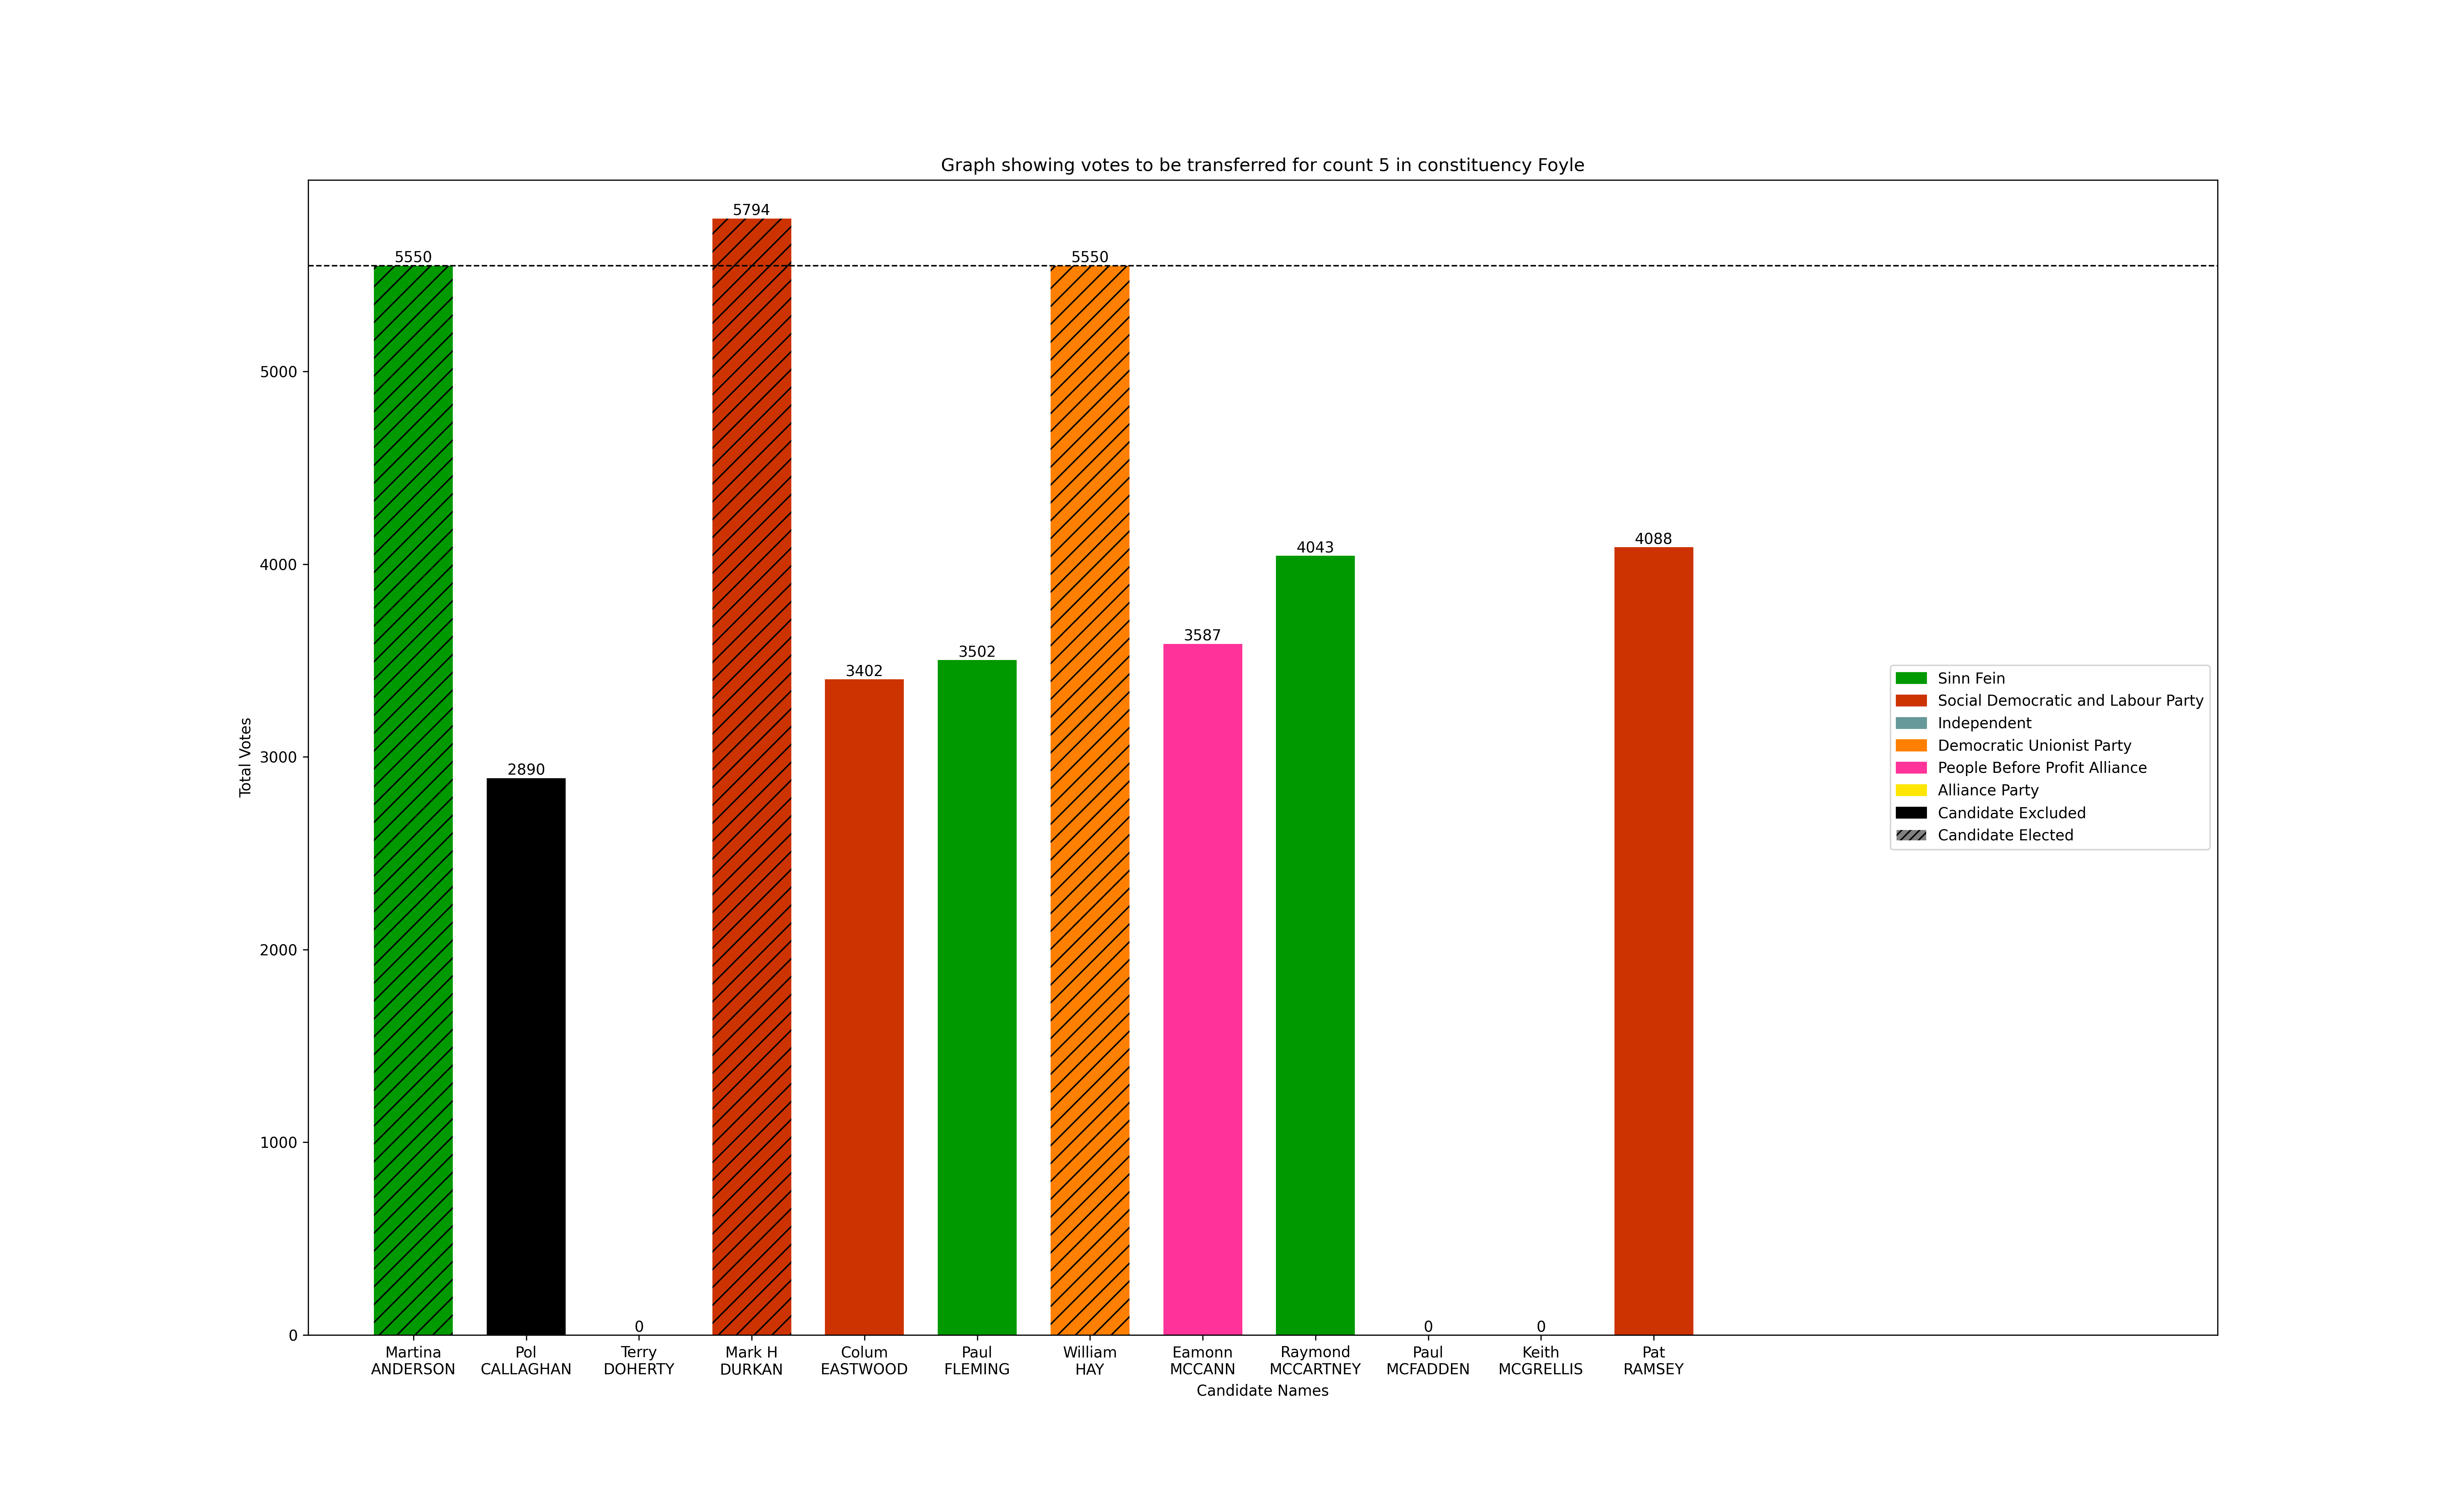 Graph showing votes to be transferred for count 5 in constituency Foyle
5794
5550
5550
5000
4088
4043
4000
3587
3502
3402
Sinn Fein
Social Democratic and Labour Party
Independent
Democratic Unionist Party
People Before Profit Alliance
Alliance Party
Candidate Excluded
Candidate Elected
Total Votes
3000
2890
2000
1000
0
0
0
0
Martina
ANDERSON
Pol
CALLAGHAN
Terry
DOHERTY
Mark H
DURKAN
Colum
EASTWOOD
Paul
FLEMING
William
HAY
Eamonn
MCCANN
Raymond
MCCARTNEY
Paul
MCFADDEN
Keith
MCGRELLIS
Pat
RAMSEY
Candidate Names